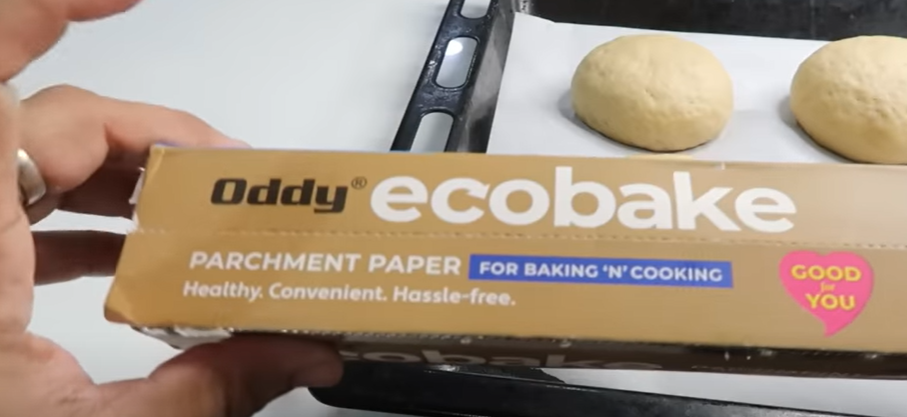 Oddy® ecobake
PARCHMENT PAPER FOR BAKING 'N' COOKING
Healthy. Convenient. Hassle-free.
GOOD
for
YOU
ecobake